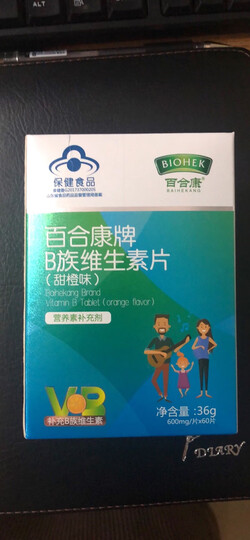 ALT
CTRL
保健食品
BIOHEK
百合康
BAIHEKANG
百合康牌
B族维生素片
（甜橙味）
Baihekang Brand
Vitamin B Tablet (orange flavor)
营养素补充剂
VB
补充B族维生素
净含量:36g
600mg/片x60片
DIARY